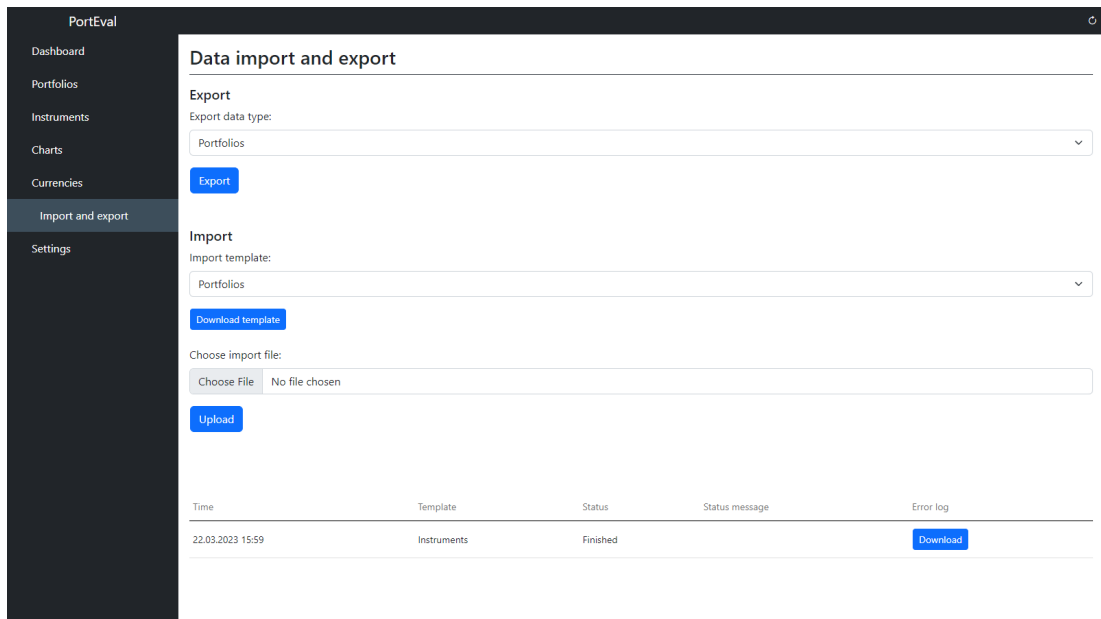 PortEval
Dashboard
Portfolios
Instruments
Charts
Currencies
Import and export
Settings
Data import and export
Export
Export data type:
Portfolios
Export
Import
Import template:
Portfolios
Download template
Choose import file:
Choose File No file chosen
Upload
Time Template Status Status message Error log
22.03.2023 15:59 Instruments Finished Download